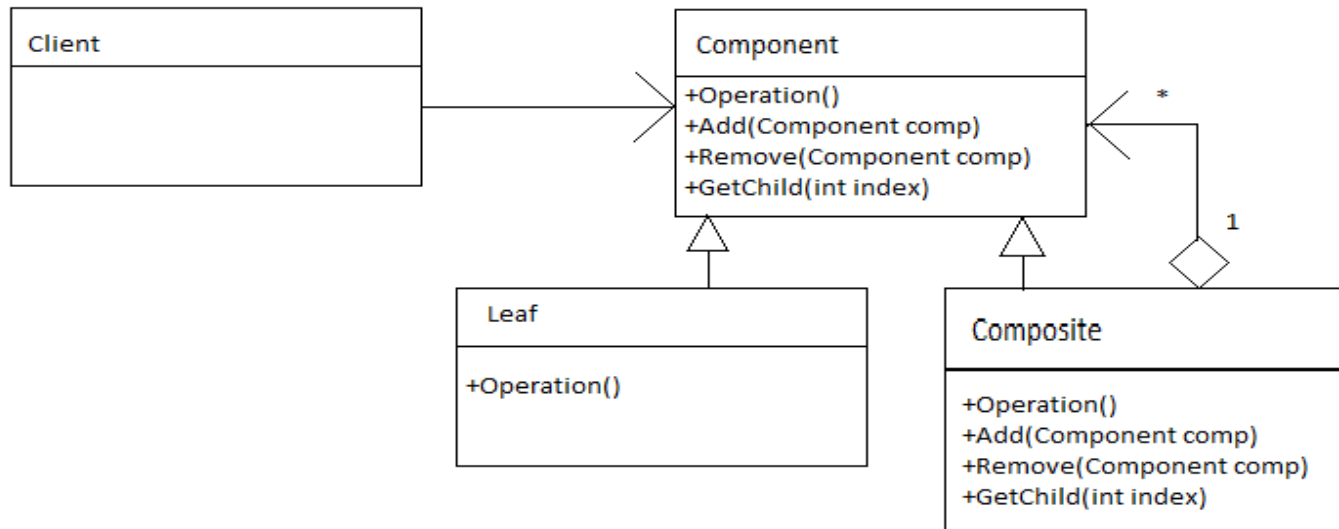 Client
Component
+Operation()
+Add(Component comp)
+Remove(Component comp)
+GetChild(int index)
*
1
Leaf
+Operation()
Composite
+Operation()
+Add(Component comp)
+Remove(Component comp)
+GetChild(int index)